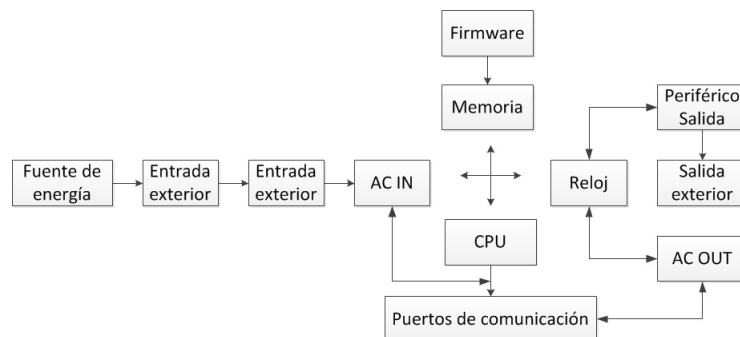 Firmware
Memoria
Periférico
Salida
Fuente de
energía
Entrada
exterior
Entrada
exterior
AC IN
Reloj
Salida
exterior
CPU
AC OUT
Puertos de comunicación